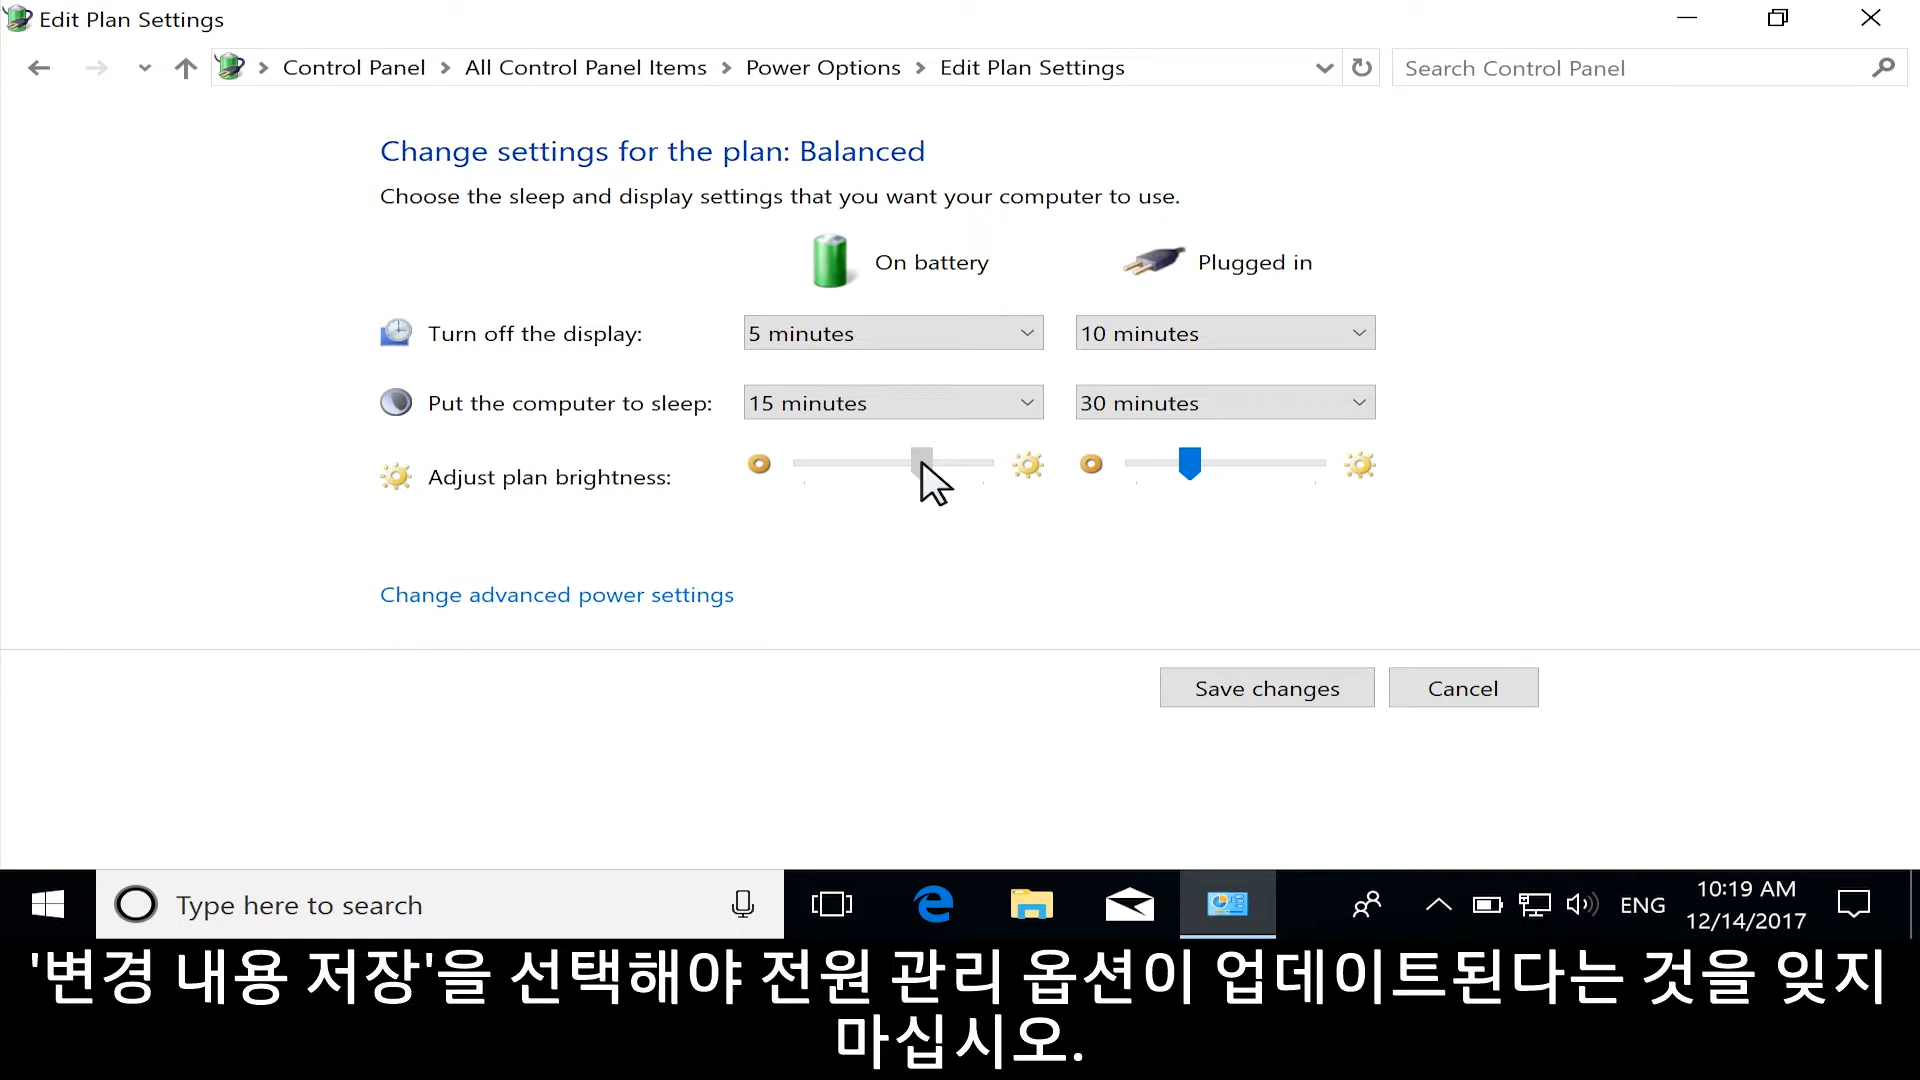 Edit Plan Settings
Control Panel All Control Panel Items Power Options Edit Plan Settings
Search Control Panel
Change settings for the plan: Balanced
Choose the sleep and display settings that you want your computer to use.
On battery Plugged in
Turn off the display: 5 minutes 10 minutes
Put the computer to sleep: 15 minutes 30 minutes
Adjust plan brightness:
Change advanced power settings
Save changes Cancel
Type here to search
ENG
10:19 AM
12/14/2017
'변경 내용 저장'을 선택해야 전원 관리 옵션이 업데이트된다는 것을 잊지
마십시오.